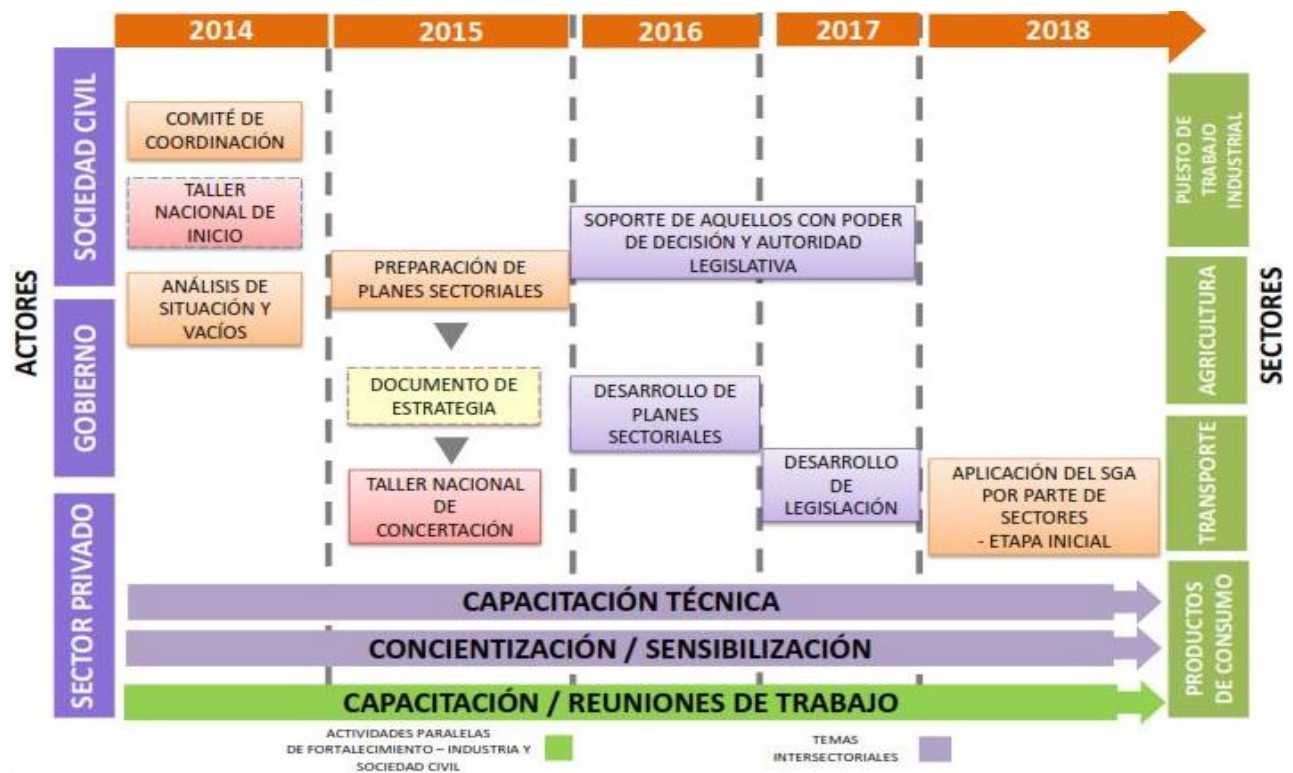 2014
2015
2016
2017
2018
ACTORES
SOCIEDAD CIVIL
GOBIERNO
SECTOR PRIVADO
COMITÉ DE
COORDINACIÓN
TALLER
NACIONAL DE
INICIO
ANÁLISIS DE
SITUACIÓN Y
VACÍOS
PREPARACIÓN DE
PLANES SECTORIALES
DOCUMENTO DE
ESTRATEGIA
TALLER NACIONAL
DE
CONCERTACIÓN
SOPORTE DE AQUELLOS CON PODER
DE DECISIÓN Y AUTORIDAD
LEGISLATIVA
DESARROLLO DE
PLANES
SECTORIALES
DESARROLLO
DE
LEGISLACIÓN
APLICACIÓN DEL SGA
POR PARTE DE
SECTORES
- ETAPA INICIAL
PUESTO DE
TRABAJO
INDUSTRIAL
AGRICULTURA
TRANSPORTE
PRODUCTOS
DE CONSUMO
SECTORES
CAPACITACIÓN TÉCNICA
CONCIENTIZACIÓN / SENSIBILIZACIÓN
CAPACITACIÓN / REUNIONES DE TRABAJO
ACTIVIDADES PARALELAS
DE FORTALECIMIENTO – INDUSTRIA Y
SOCIEDAD CIVIL
TEMAS
INTERSECTORIALES